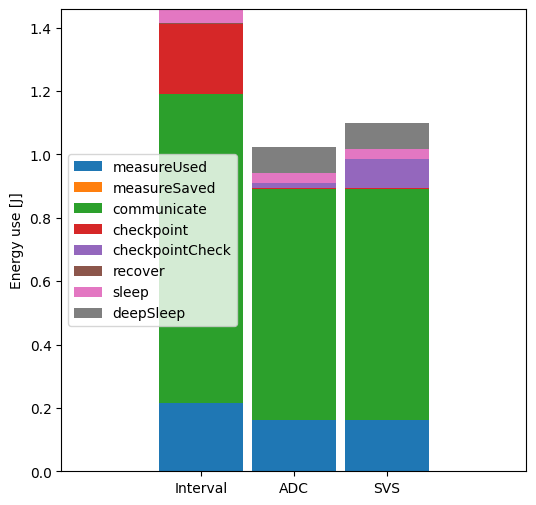 Energy use [J]
1.4
1.2
1.0
0.8
0.6
0.4
0.2
0.0
measureUsed
measureSaved
communicate
checkpoint
checkpointCheck
recover
sleep
deepSleep
Interval ADC SVS